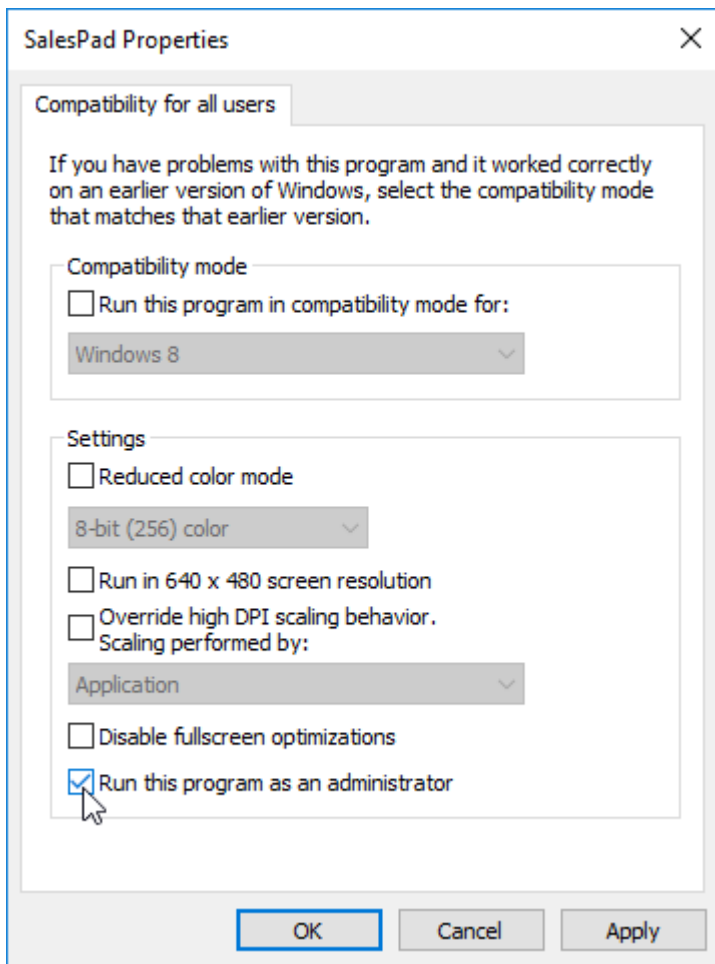 SalesPad Properties
Compatibility for all users
If you have problems with this program and it worked correctly
on an earlier version of Windows, select the compatibility mode
that matches that earlier version.
Compatibility mode
Run this program in compatibility mode for:
Windows 8
Settings
Reduced color mode
8-bit (256) color
Run in 640 x 480 screen resolution
Override high DPI scaling behavior.
Scaling performed by:
Application
Disable fullscreen optimizations
Run this program as an administrator
OK Cancel Apply